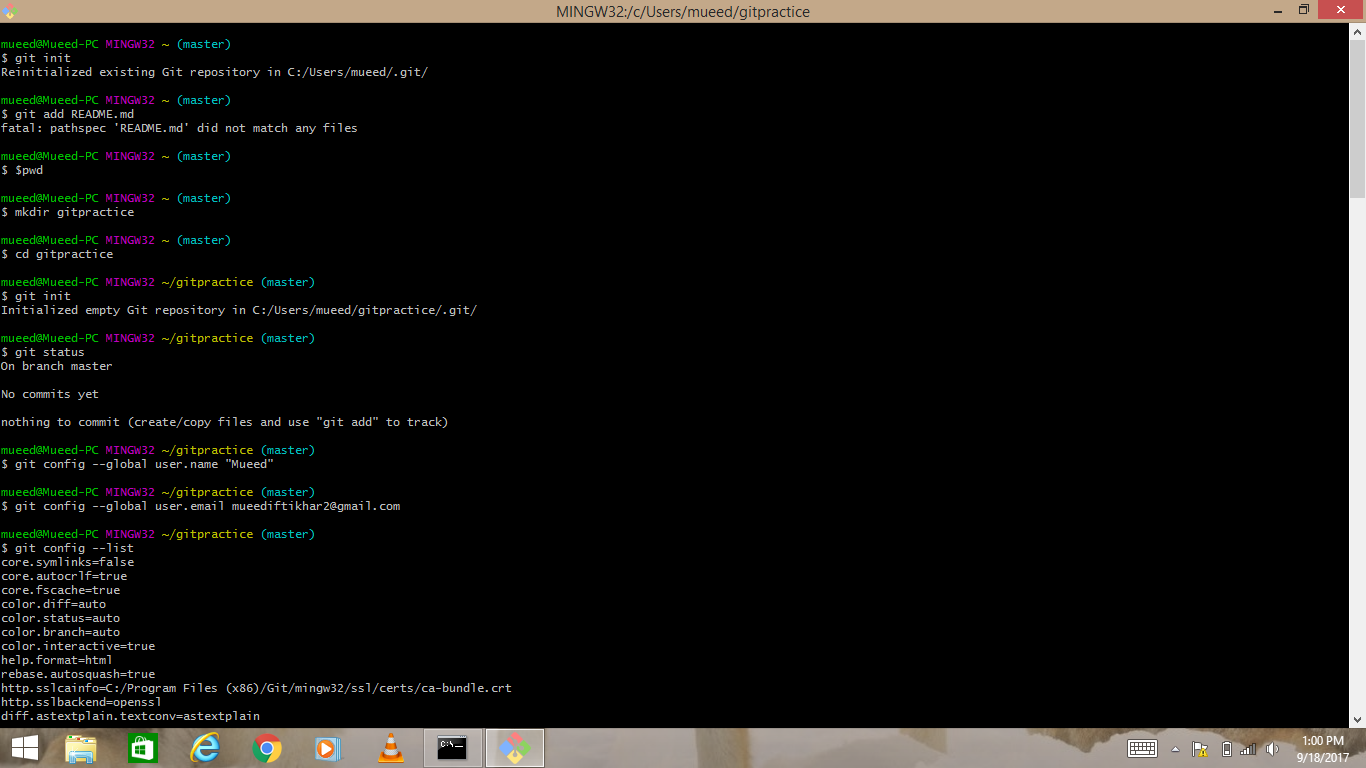 MINGW32:/c/Users/mueed/gitpractice
mueed@Mueed-PC MINGW32 ~ (master)
$ git init
Reinitialized existing Git repository in C:/Users/mueed/.git/
mueed@Mueed-PC MINGW32 ~ (master)
$ git add README.md
fatal: pathspec 'README.md' did not match any files
mueed@Mueed-PC MINGW32 ~ (master)
$ $pwd
mueed@Mueed-PC MINGW32 ~ (master)
$ mkdir gitpractice
mueed@Mueed-PC MINGW32 ~ (master)
$ cd gitpractice
mueed@Mueed-PC MINGW32 ~/gitpractice (master)
$ git init
Initialized empty Git repository in C:/Users/mueed/gitpractice/.git/
mueed@Mueed-PC MINGW32 ~/gitpractice (master)
$ git status
On branch master
No commits yet
nothing to commit (create/copy files and use "git add" to track)
mueed@Mueed-PC MINGW32 ~/gitpractice (master)
$ git config --global user.name "Mueed"
mueed@Mueed-PC MINGW32 ~/gitpractice (master)
$ git config --global user.email mueediftikhar2@gmail.com
mueed@Mueed-PC MINGW32 ~/gitpractice (master)
$ git config --list
core.symlinks=false
core.autocrlf=true
core.fscache=true
color.diff=auto
color.status=auto
color.branch=auto
color.interactive=true
help.format=html
rebase.autosquash=true
http.sslcainfo=C:/Program Files (x86)/Git/mingw32/ssl/certs/ca-bundle.crt
http.sslbackend=openssl
diff.astextplain.textconv=astextplain
C:\_
1:00 PM
9/18/2017